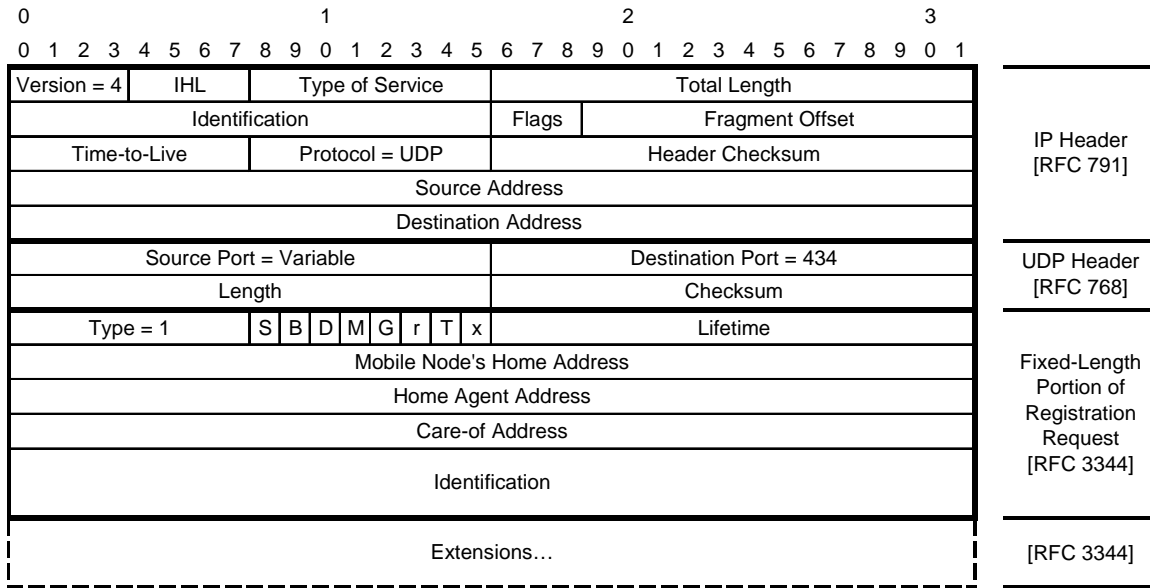 0 1 2 3
0 1 2 3 4 5 6 7 8 9 0 1 2 3 4 5 6 7 8 9 0 1 2 3 4 5 6 7 8 9 0 1
Version = 4 IHL Type of Service Total Length
Identification Flags Fragment Offset
Time-to-Live Protocol = UDP Header Checksum
Source Address
Destination Address
IP Header
[RFC 791]
Source Port = Variable Destination Port = 434
Length Checksum
UDP Header
[RFC 768]
Type = 1 S B D M G r T x Lifetime
Mobile Node's Home Address
Home Agent Address
Care-of Address
Identification
Fixed-Length
Portion of
Registration
Request
[RFC 3344]
Extensions…
[RFC 3344]